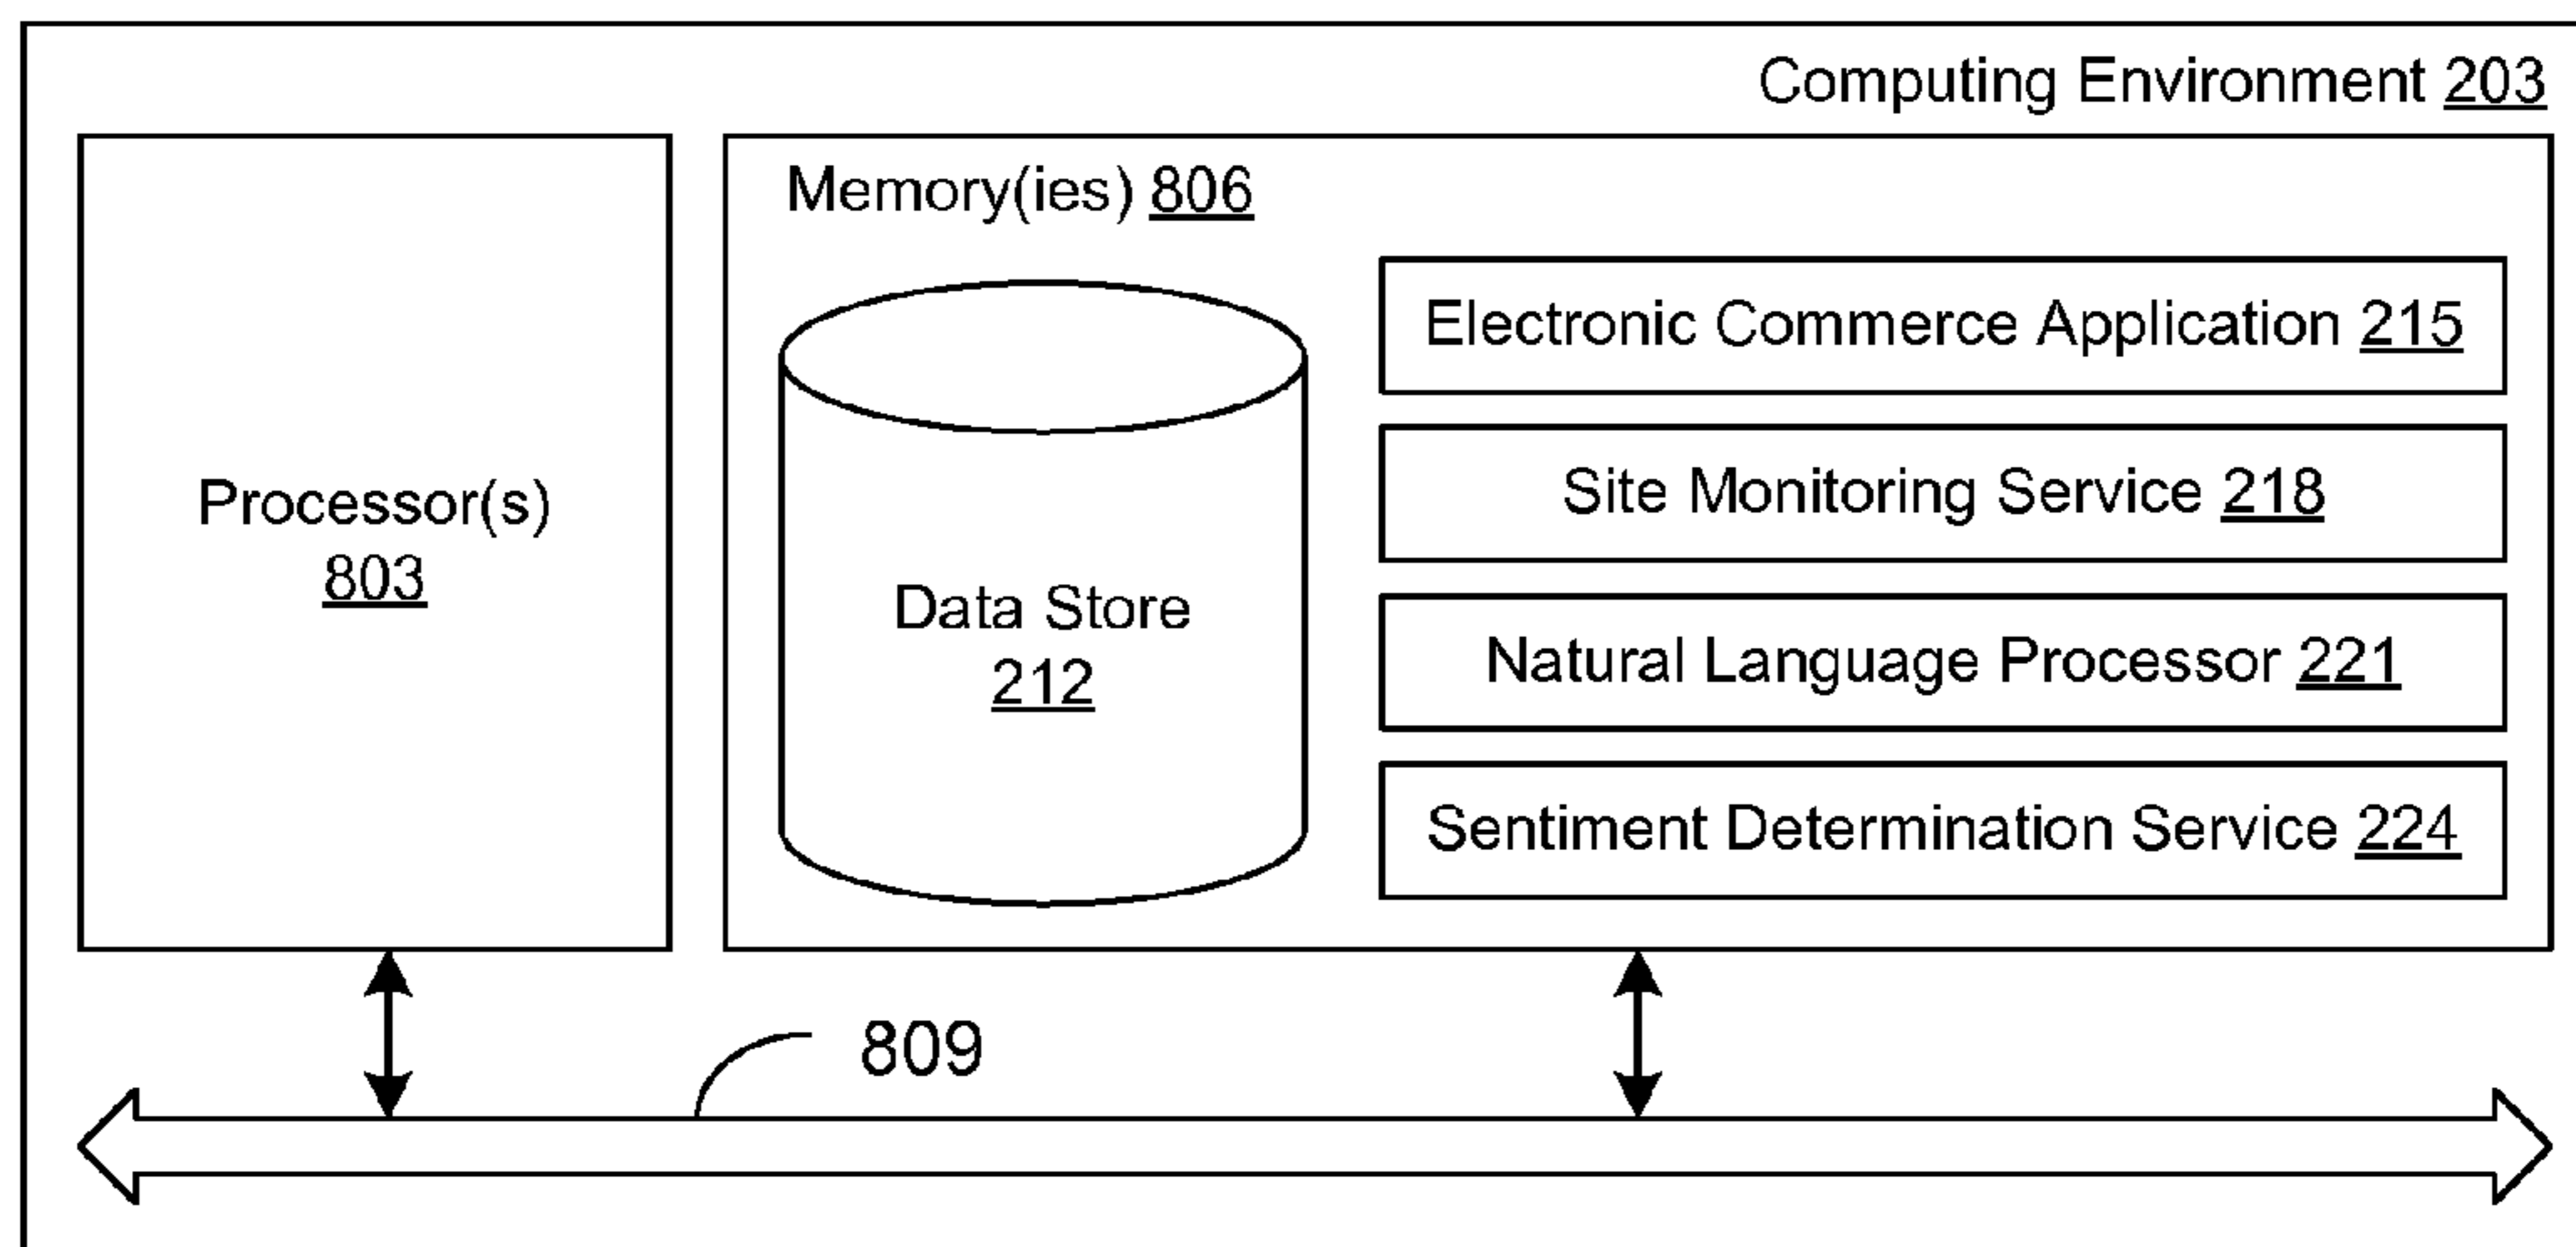 Computing Environment 203
Memory(ies) 806
Processor(s)
803
Data Store
212
Electronic Commerce Application 215
Site Monitoring Service 218
Natural Language Processor 221
Sentiment Determination Service 224
809